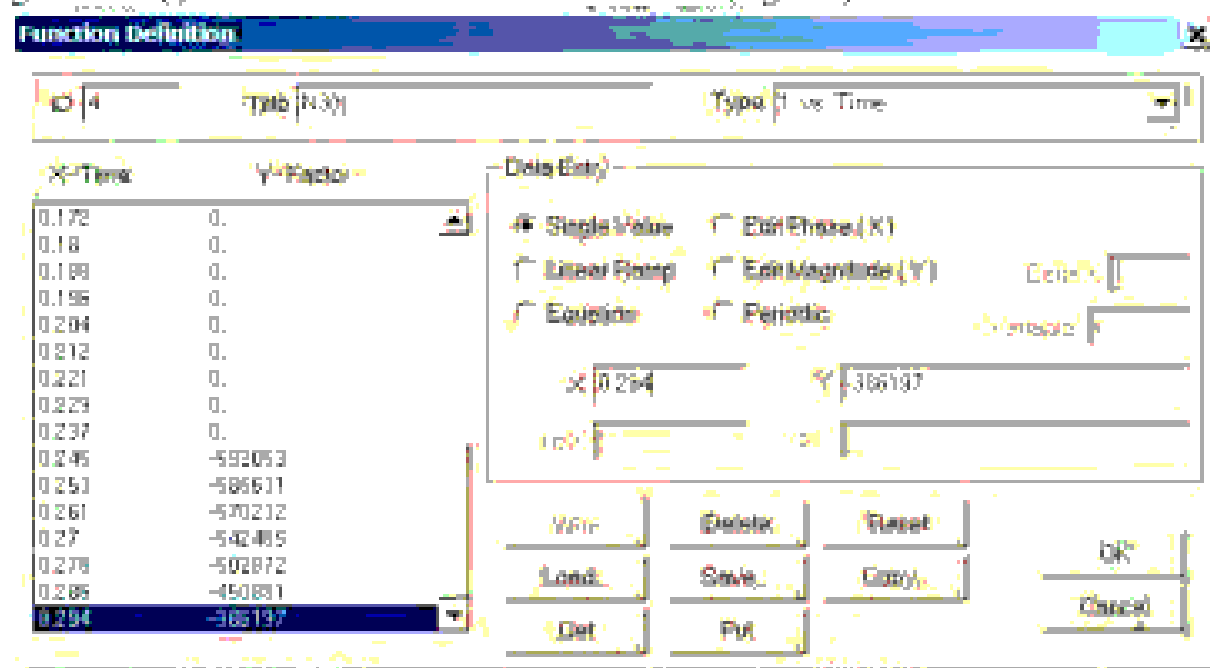 Function Definition
ID 4 Title Type 1 vs Time
X-Time Y-Factor
0.172 0.
0.18 0.
0.188 0.
0.196 0.
0.204 0.
0.212 0.
0.221 0.
0.229 0.
0.237 0.
0.245 -593053
0.253
0.261 -570232
0.27 -542485
0.278 -502872
0.286 -450891
0.294 -386197
Data Entry
Single Value Edit Phase (X)
Linear Ramp Edit Magnitude (Y)
Equation Periodic
X 0.294 Y -386197
Delete Reset
Load... Save... Copy...
Get Put
OK
Cancel